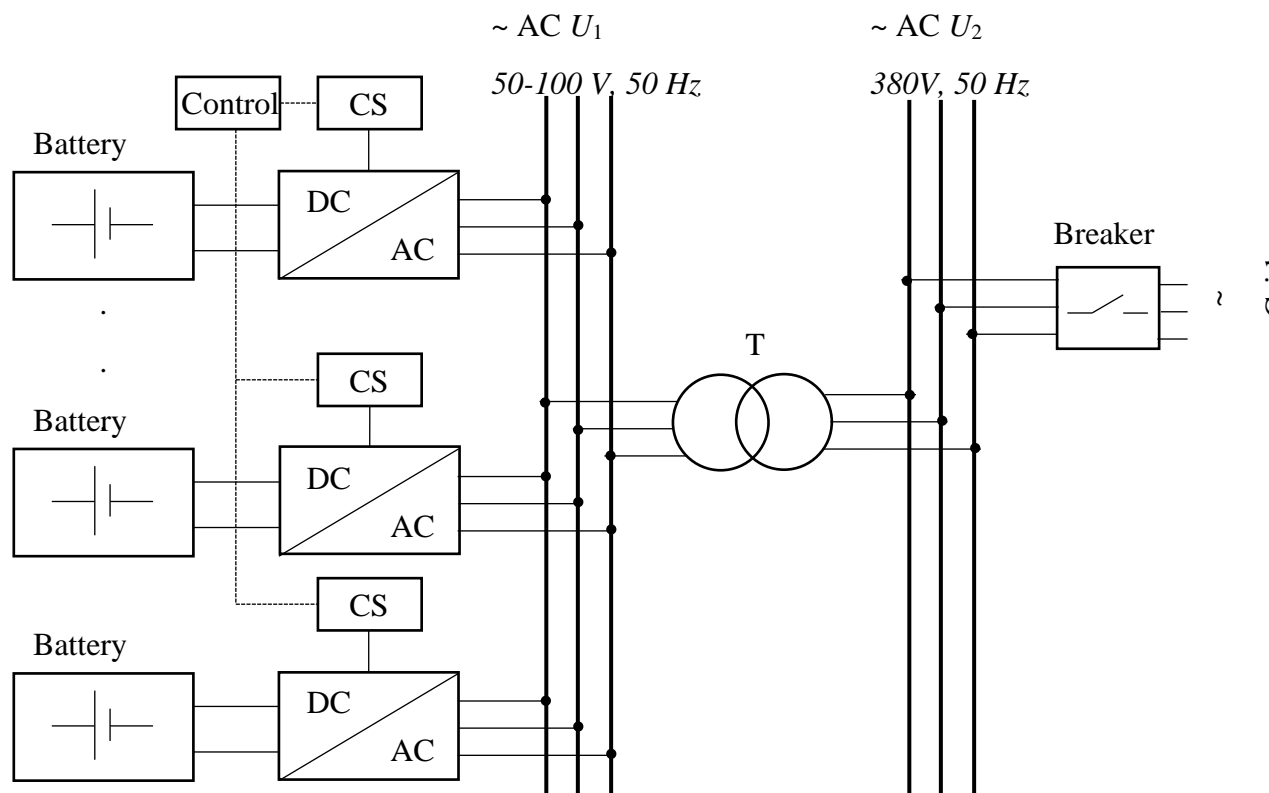 ~ AC U1
~ AC U2
50-100 V, 50 Hz
380V, 50 Hz
Control
CS
Battery
DC
AC
Breaker
~
.
T
.
CS
Battery
DC
AC
CS
Battery
DC
AC